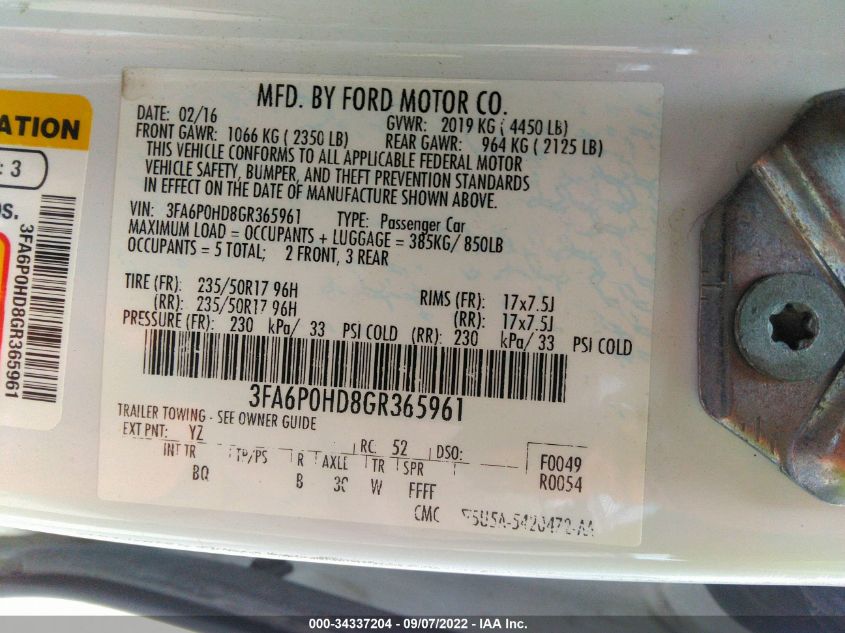 ATION
: 3
OS.
3FA6P0HD8GR365961
MFD. BY FORD MOTOR CO.
DATE: 02/16 GVWR: 2019 KG ( 4450 LB)
FRONT GAWR: 1066 KG ( 2350 LB) REAR GAWR: 964 KG ( 2125 LB)
THIS VEHICLE CONFORMS TO ALL APPLICABLE FEDERAL MOTOR
VEHICLE SAFETY, BUMPER, AND THEFT PREVENTION STANDARDS
IN EFFECT ON THE DATE OF MANUFACTURE SHOWN ABOVE.
VIN: 3FA6P0HD8GR365961 TYPE: Passenger Car
MAXIMUM LOAD = OCCUPANTS + LUGGAGE = 385KG/ 850LB
OCCUPANTS = 5 TOTAL; 2 FRONT, 3 REAR
TIRE (FR): 235/50R17 96H RIMS (FR): 17x7.5J
(RR): 235/50R17 96H (RR): 17x7.5J
PRESSURE (FR): 230 kPa/ 33 PSI COLD (RR): 230 kPa/ 33 PSI COLD
3FA6P0HD8GR365961
TRAILER TOWING - SEE OWNER GUIDE
EXT PNT: YZ RC: 52 DSO: F0049
INT TR TP/PS R AXLE TR SPR R0054
BQ B 30 W FFFF
CMC
000-34337204 - 09/07/2022 - IAA Inc.